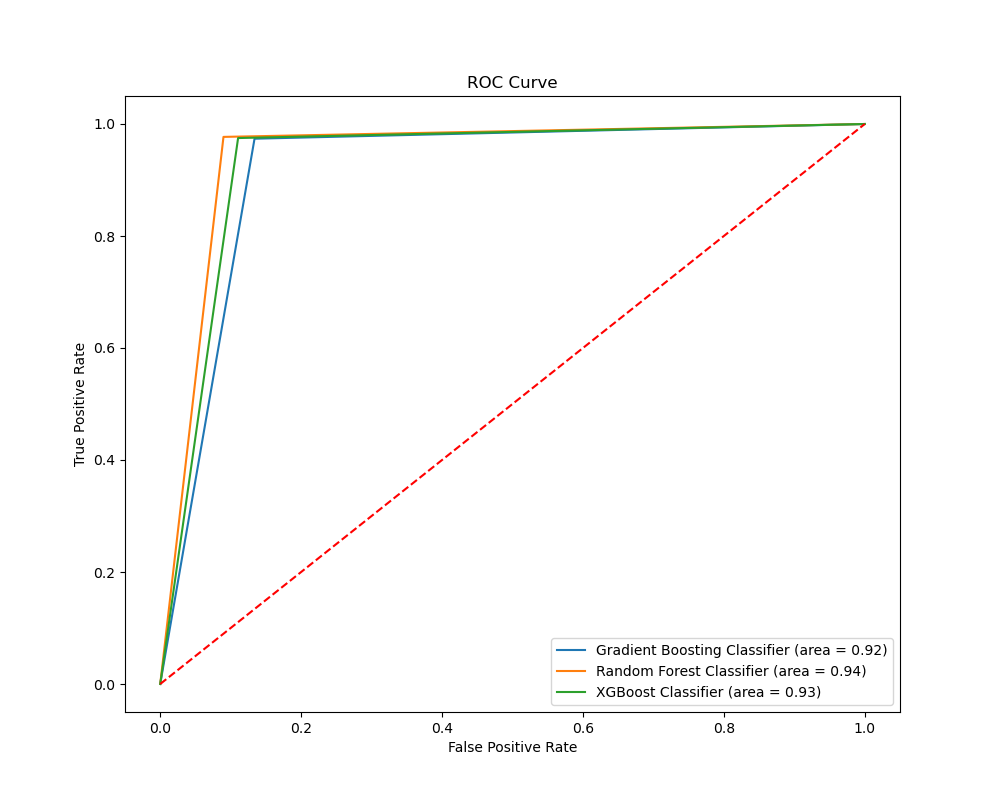 ROC Curve
1.0
0.8
0.6
0.4
0.2
0.0
True Positive Rate
Gradient Boosting Classifier (area = 0.92)
Random Forest Classifier (area = 0.94)
XGBoost Classifier (area = 0.93)
0.0 0.2 0.4 0.6 0.8 1.0
False Positive Rate